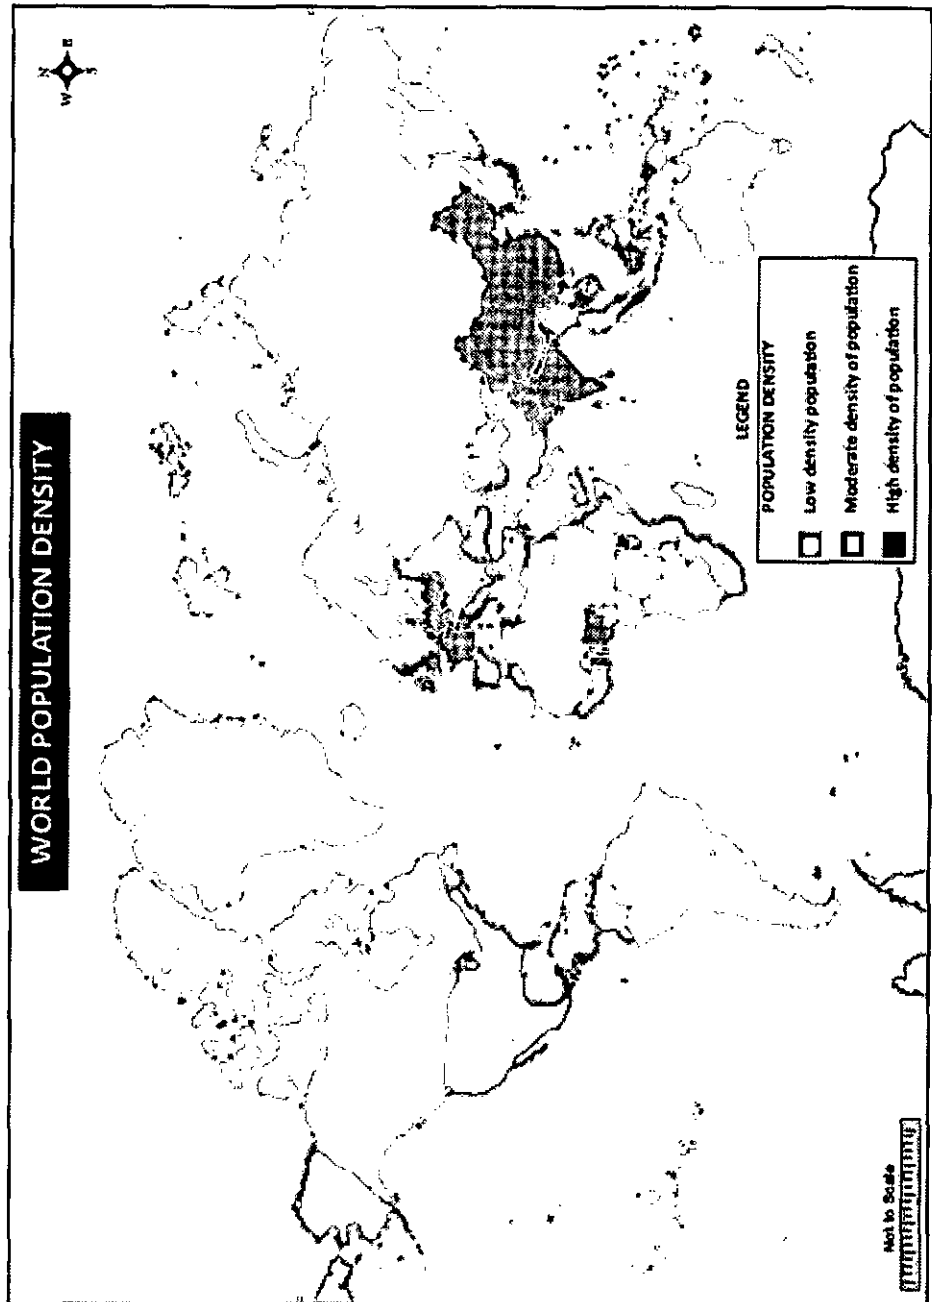 WORLD POPULATION DENSITY
N
W
E
S
LEGEND
POPULATION DENSITY
Low density population
Moderate density of population
High density of population
Not to Scale